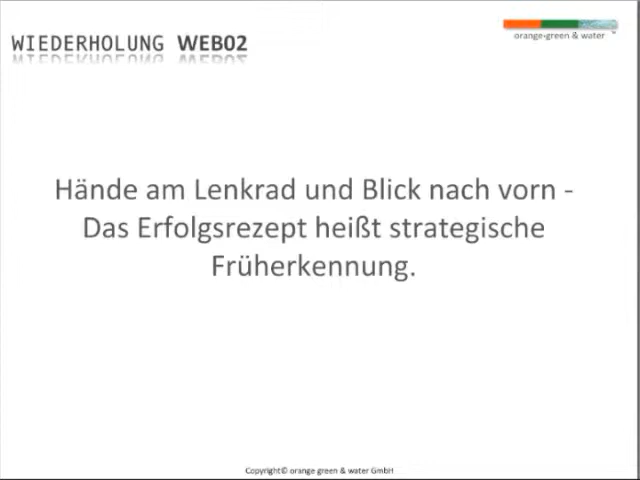 WIEDERHOLUNG WEB02
orange-green & water ™
Hände am Lenkrad und Blick nach vorn -
Das Erfolgsrezept heißt strategische
Früherkennung.
Copyright© orange green & water GmbH